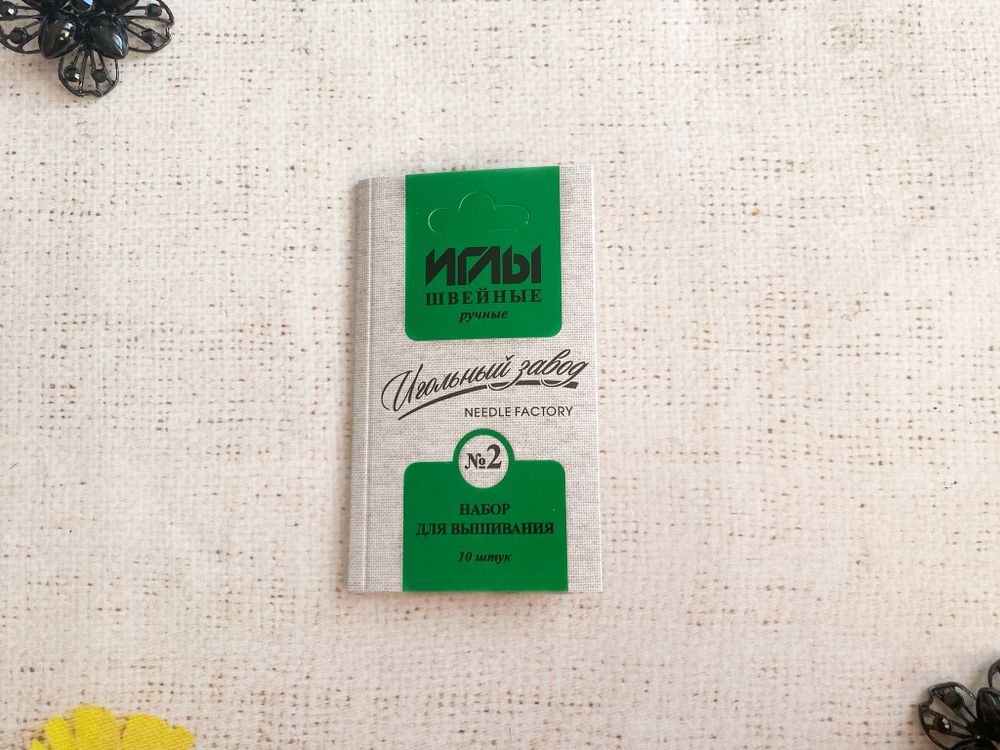 ИГЛЫ
ШВЕЙНЫЕ
ручные
Игольный завод
NEEDLE FACTORY
№2
НАБОР
ДЛЯ ВЫШИВАНИЯ
10 штук